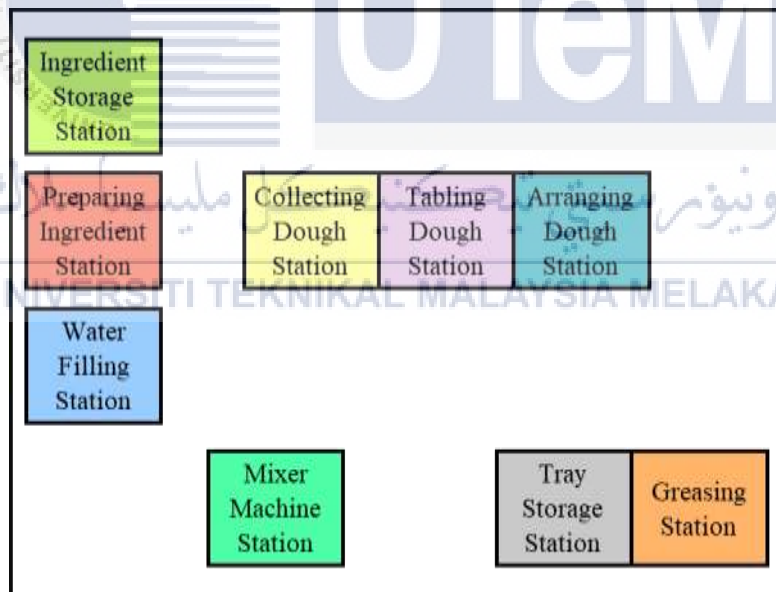 UTeM
Ingredient
Storage
Station
Preparing
Ingredient
Station
Collecting
Dough
Station
Tabling
Dough
Station
Arranging
Dough
Station
UNIVERSITI TEKNIKAL MALAYSIA MELAKA
Water
Filling
Station
Mixer
Machine
Station
Tray
Storage
Station
Greasing
Station